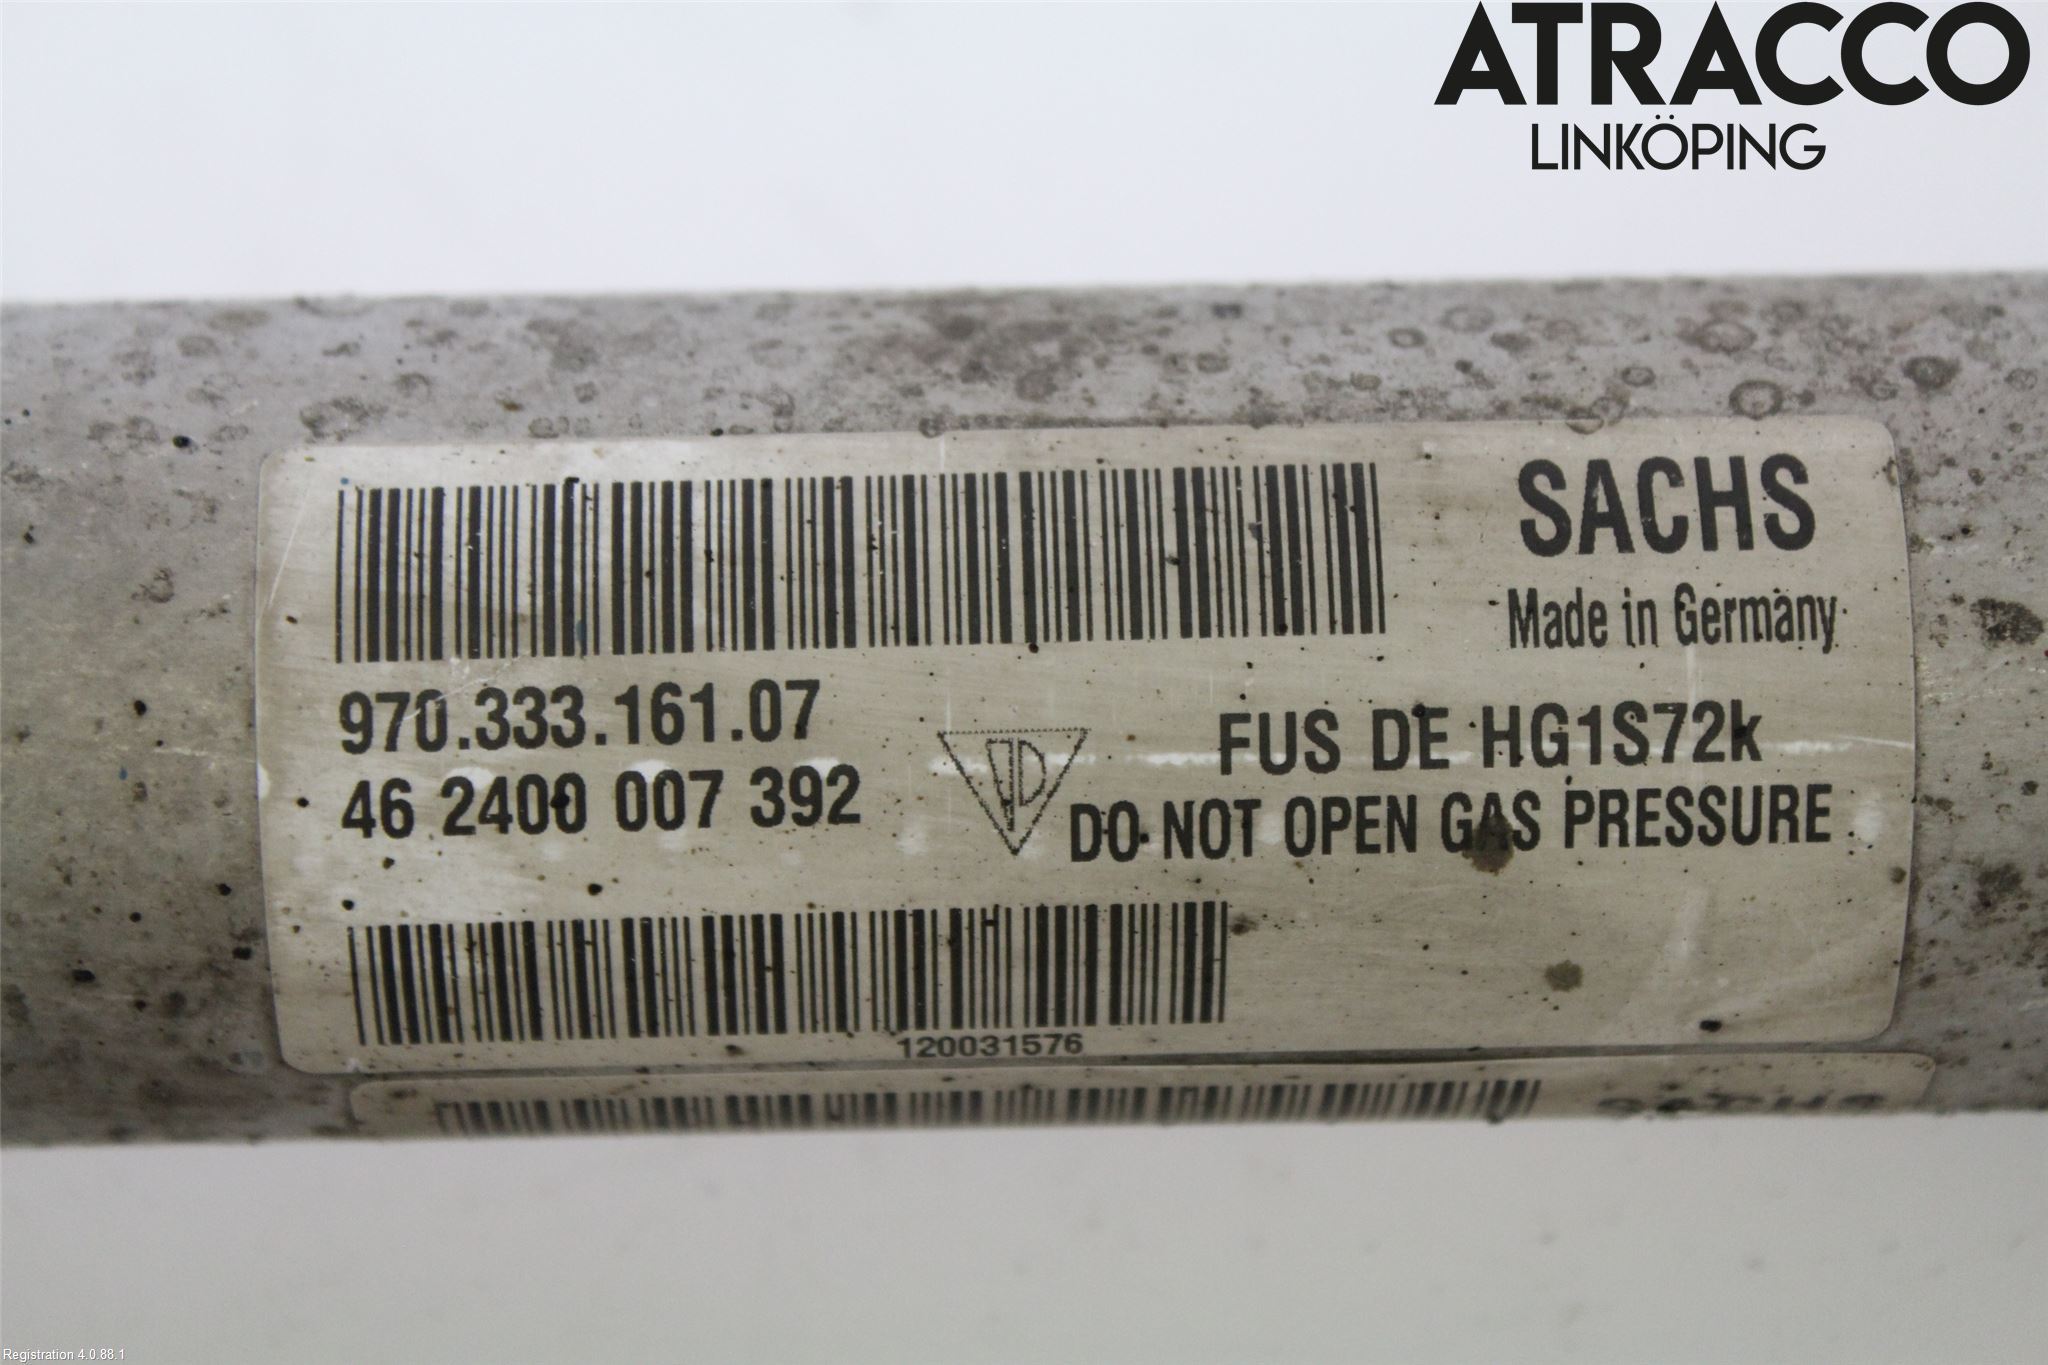 ATRACCO
LINKÖPING
SACHS
Made in Germany
970.333.161.07
46 2400 007 392
FUS DE HG1S72k
DO NOT OPEN GAS PRESSURE
120031576
SACHS
Registration 4.0.88.1